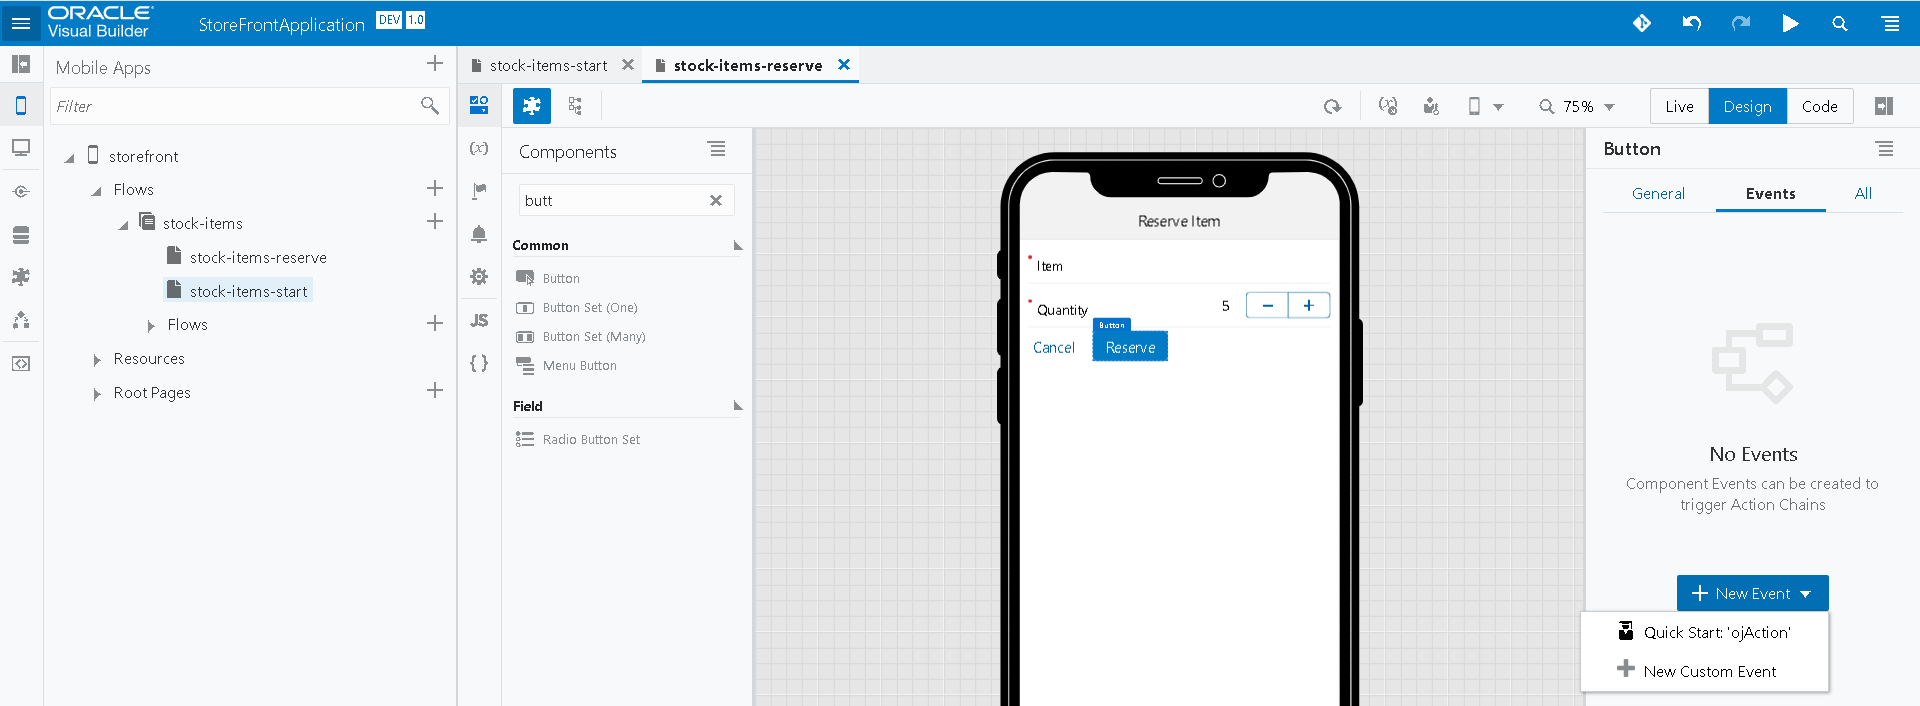 ORACLE
Visual Builder
StoreFrontApplication DEV 1.0
Mobile Apps
Filter
storefront
Flows
stock-items
stock-items-reserve
stock-items-start
Flows
Resources
Root Pages
stock-items-start
stock-items-reserve
75%
Live Design Code
(x)
JS
{ }
Components
butt
Common
Button
Button Set (One)
Button Set (Many)
Menu Button
Field
Radio Button Set
Reserve Item
* Item
* Quantity 5 − +
Button
Cancel Reserve
Button
General Events All
No Events
Component Events can be created to
trigger Action Chains
New Event
Quick Start: 'ojAction'
New Custom Event